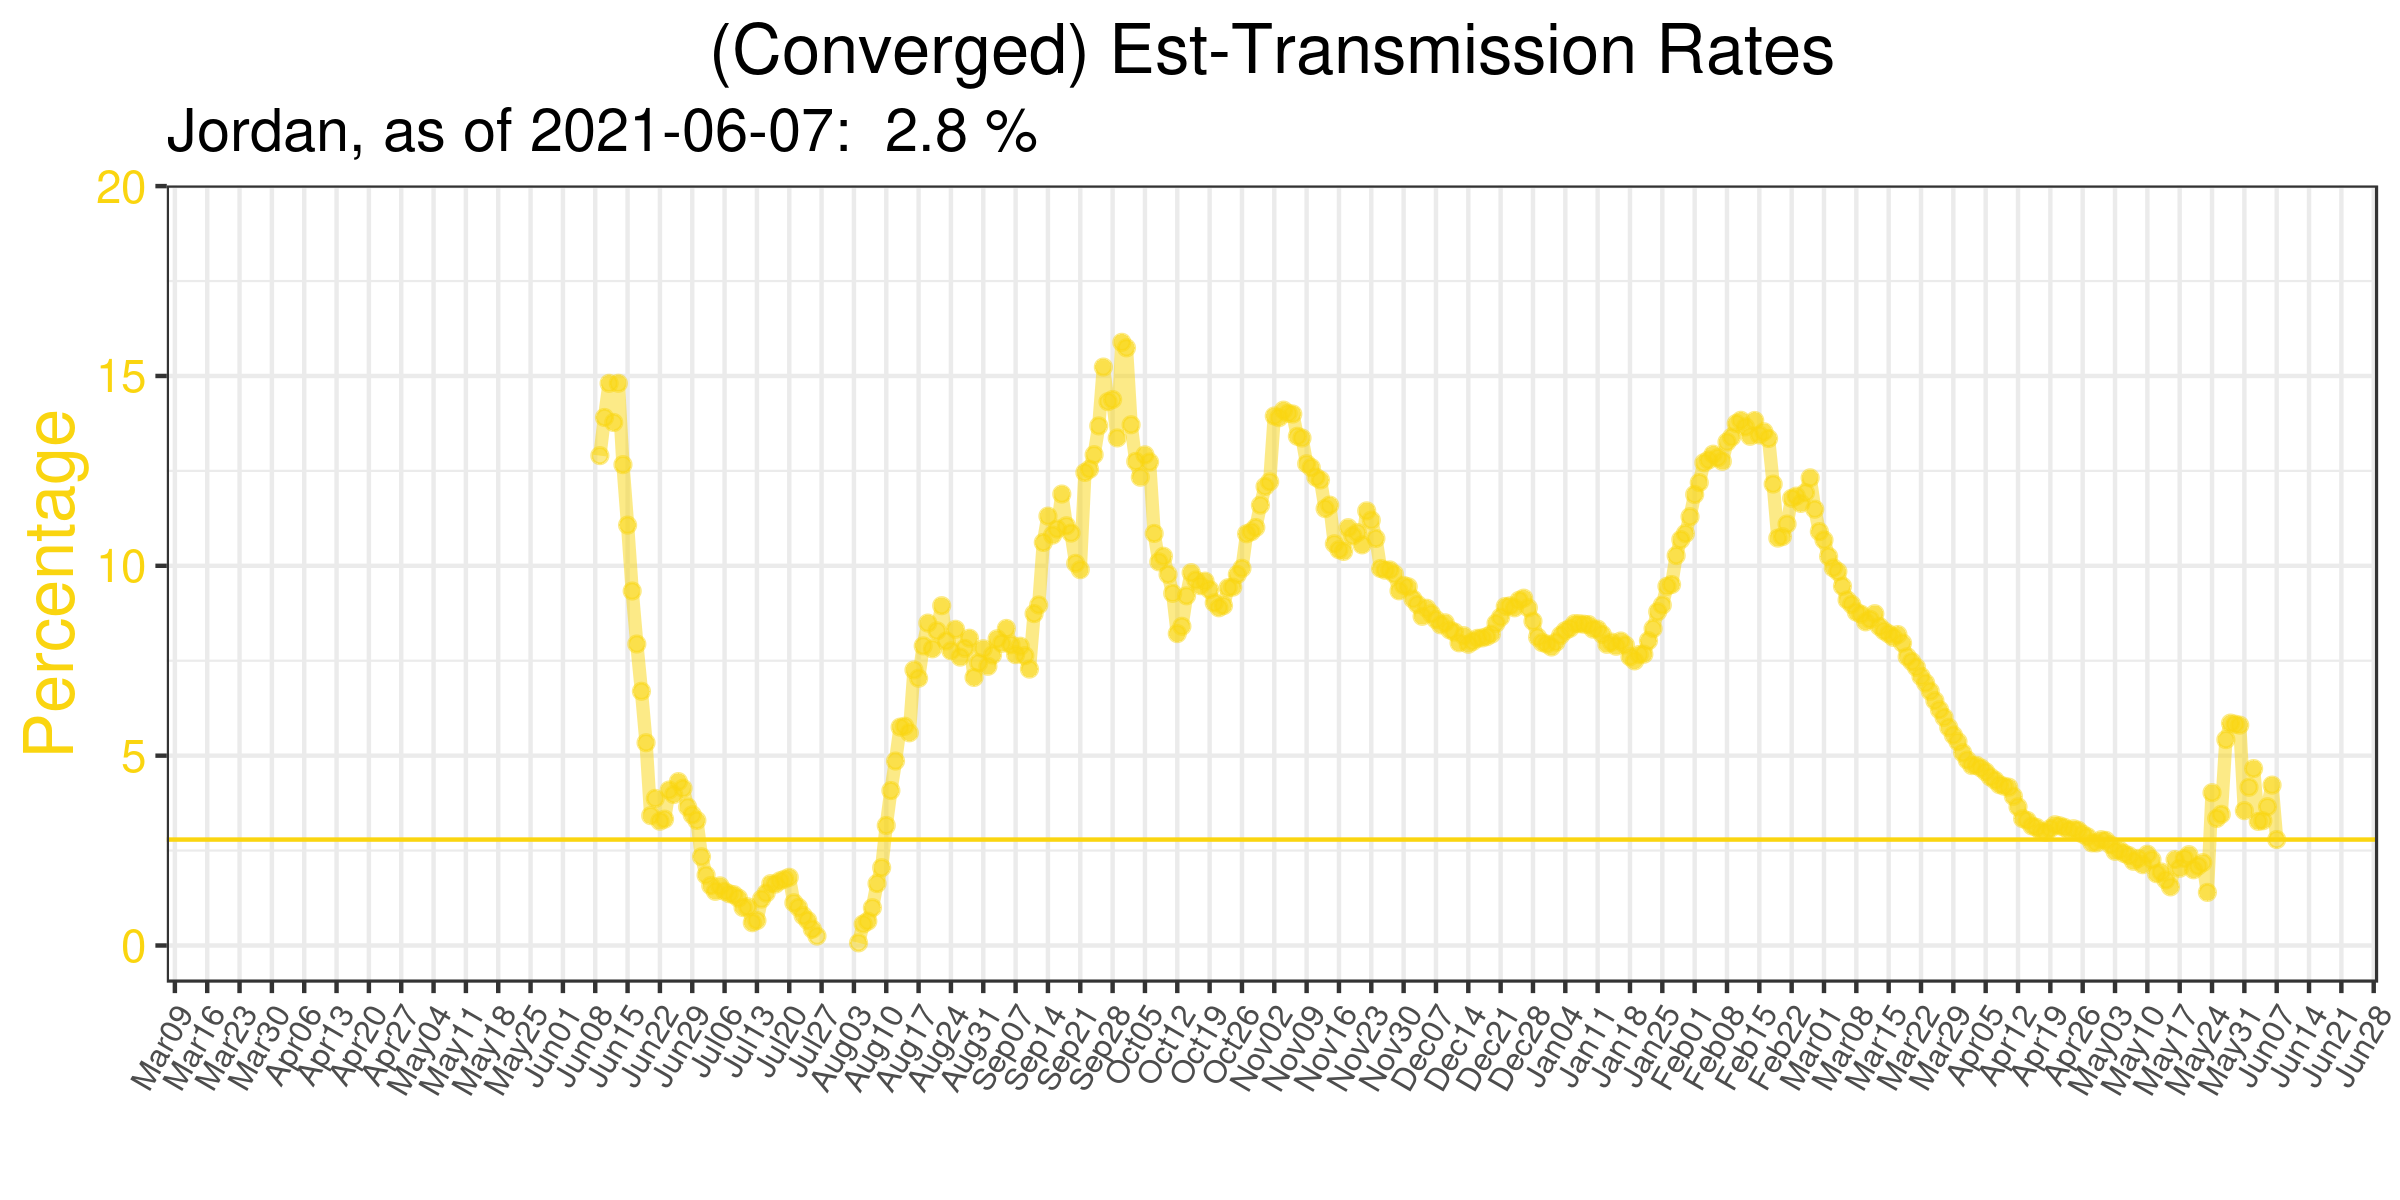 (Converged) Est-Transmission Rates
Jordan, as of 2021-06-07:  2.8 %
Percentage
20
15
10
5
0
Mar09
Mar16
Mar23
Mar30
Apr06
Apr13
Apr20
Apr27
May04
May11
May18
May25
Jun01
Jun08
Jun15
Jun22
Jun29
Jul06
Jul13
Jul20
Jul27
Aug03
Aug10
Aug17
Aug24
Aug31
Sep07
Sep14
Sep21
Sep28
Oct05
Oct12
Oct19
Oct26
Nov02
Nov09
Nov16
Nov23
Nov30
Dec07
Dec14
Dec21
Dec28
Jan04
Jan11
Jan18
Jan25
Feb01
Feb08
Feb15
Feb22
Mar01
Mar08
Mar15
Mar22
Mar29
Apr05
Apr12
Apr19
Apr26
May03
May10
May17
May24
May31
Jun07
Jun14
Jun21
Jun28